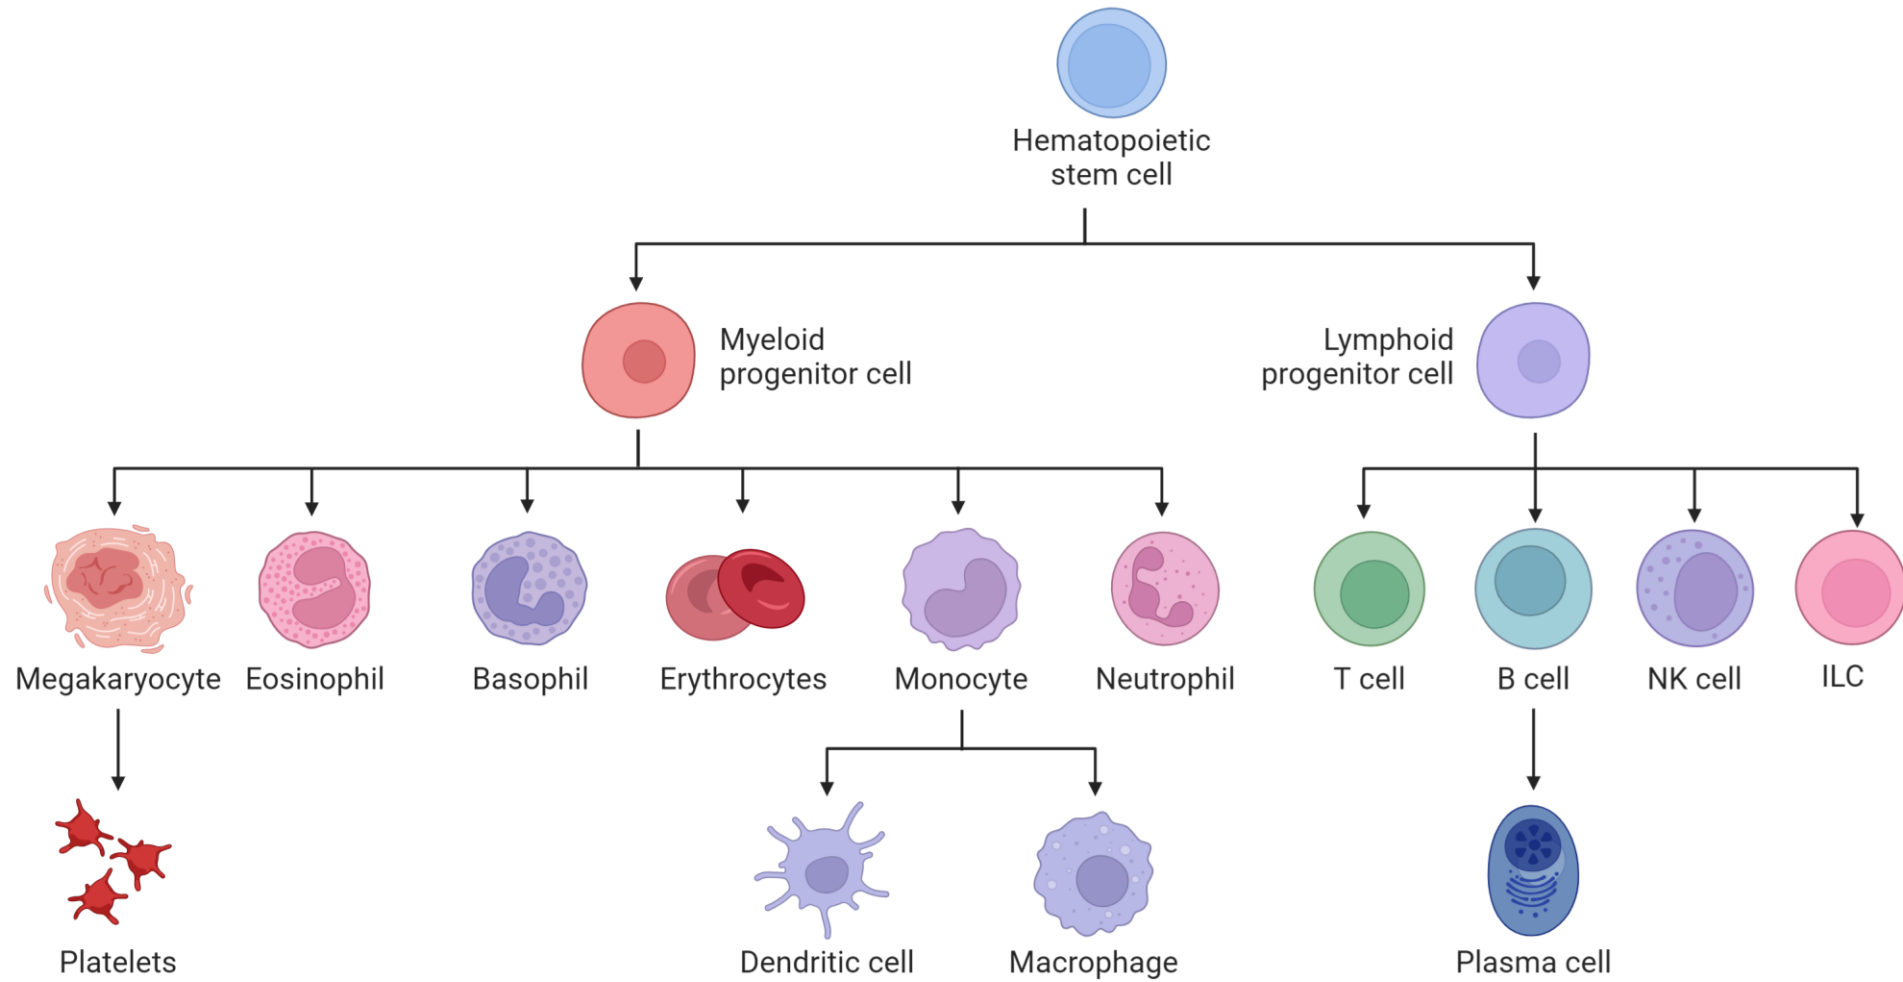 Hematopoietic
stem cell
Myeloid
progenitor cell
Lymphoid
progenitor cell
Megakaryocyte
Eosinophil
Basophil
Erythrocytes
Monocyte
Neutrophil
T cell
B cell
NK cell
ILC
Platelets
Dendritic cell
Macrophage
Plasma cell